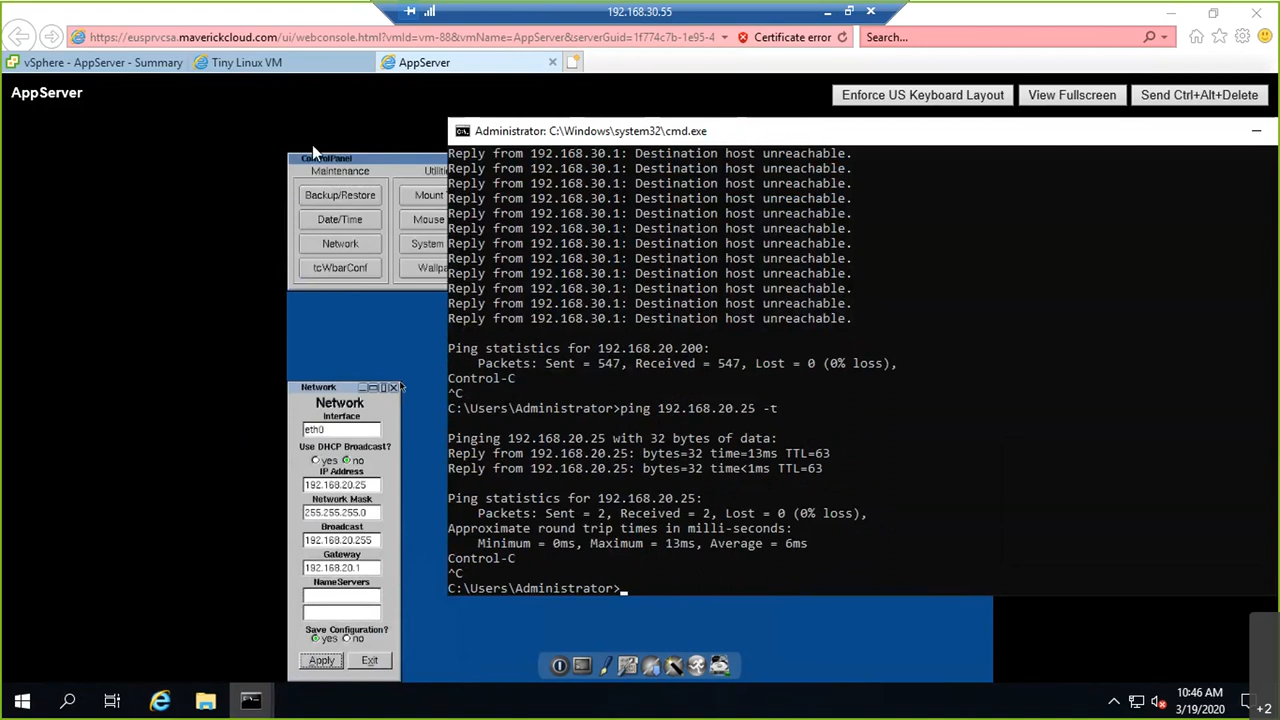 192.168.30.55
https://eusprvcsa.maverickcloud.com/ui/webconsole.html?vmId=vm-88&vmName=AppServer&serverGuid=1f774c7b-1e95-4
Certificate error
Search...
vSphere - AppServer - Summary
Tiny Linux VM
AppServer
AppServer
Enforce US Keyboard Layout
View Fullscreen
Send Ctrl+Alt+Delete
Administrator: C:\Windows\system32\cmd.exe
Reply from 192.168.30.1: Destination host unreachable.
Reply from 192.168.30.1: Destination host unreachable.
Reply from 192.168.30.1: Destination host unreachable.
Reply from 192.168.30.1: Destination host unreachable.
Reply from 192.168.30.1: Destination host unreachable.
Reply from 192.168.30.1: Destination host unreachable.
Reply from 192.168.30.1: Destination host unreachable.
Reply from 192.168.30.1: Destination host unreachable.
Reply from 192.168.30.1: Destination host unreachable.
Reply from 192.168.30.1: Destination host unreachable.
Reply from 192.168.30.1: Destination host unreachable.
Reply from 192.168.30.1: Destination host unreachable.
Ping statistics for 192.168.20.200:
Packets: Sent = 547, Received = 547, Lost = 0 (0% loss),
Control-C
^C
C:\Users\Administrator>ping 192.168.20.25 -t
Pinging 192.168.20.25 with 32 bytes of data:
Reply from 192.168.20.25: bytes=32 time=13ms TTL=63
Reply from 192.168.20.25: bytes=32 time<1ms TTL=63
Ping statistics for 192.168.20.25:
Packets: Sent = 2, Received = 2, Lost = 0 (0% loss),
Approximate round trip times in milli-seconds:
Minimum = 0ms, Maximum = 13ms, Average = 6ms
Control-C
^C
C:\Users\Administrator>
ControlPanel
Maintenance
Utili
Backup/Restore
Mount
Date/Time
Mouse
Network
System
tcWbarConf
Wallpa
Network
Network
Interface
eth0
Use DHCP Broadcast?
yes no
IP Address
192.168.20.25
Network Mask
255.255.255.0
Broadcast
192.168.20.255
Gateway
192.168.20.1
NameServers
Save Configuration?
yes no
Apply
Exit
10:46 AM
3/19/2020
+2